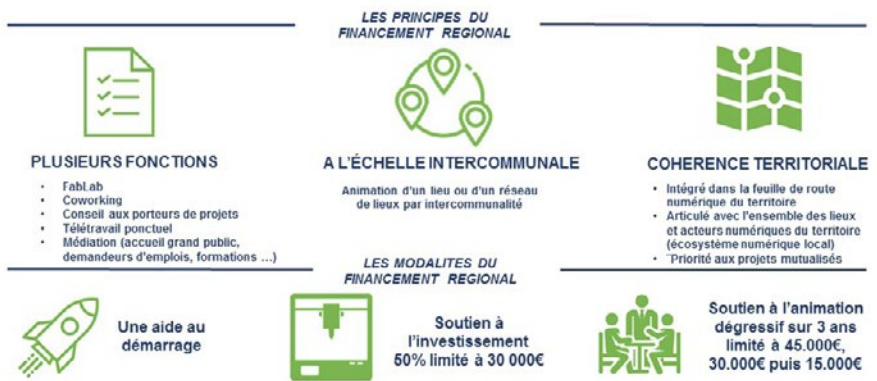 LES PRINCIPES DU
FINANCEMENT REGIONAL
PLUSIEURS FONCTIONS
• FabLab
• Coworking
• Conseil aux porteurs de projets
• Télétravail ponctuel
• Médiation (accueil grand public,
demandeurs d'emplois, formations ...)
A L'ÉCHELLE INTERCOMMUNALE
Animation d'un lieu ou d'un réseau
de lieux par intercommunalité
COHERENCE TERRITORIALE
• Intégré dans la feuille de route
numérique du territoire
• Articulé avec l'ensemble des lieux
et acteurs numériques du territoire
(écosystème numérique local)
• ¨Priorité aux projets mutualisés
LES MODALITES DU
FINANCEMENT REGIONAL
Une aide au
démarrage
Soutien à
l'investissement
50% limité à 30 000€
Soutien à l'animation
dégressif sur 3 ans
limité à 45.000€,
30.000€ puis 15.000€